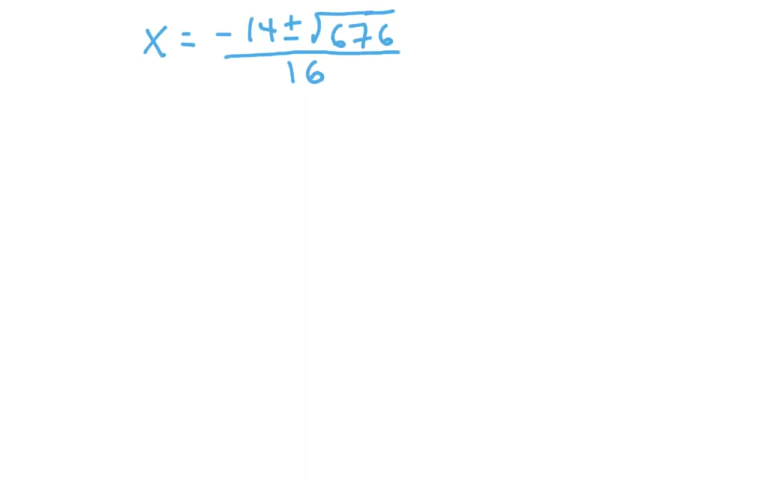 x = -14 ± √676
16